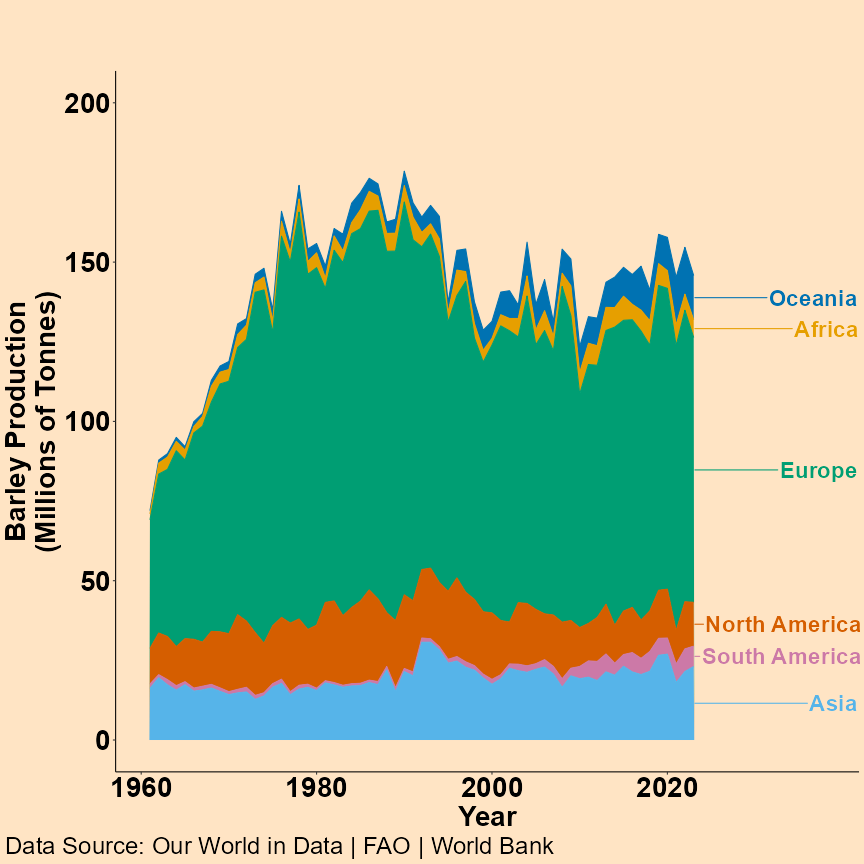 Barley Production
(Millions of Tonnes)
200
150
100
50
0
Oceania
Africa
Europe
North America
South America
Asia
1960
1980
2000
2020
Year
Data Source: Our World in Data | FAO | World Bank